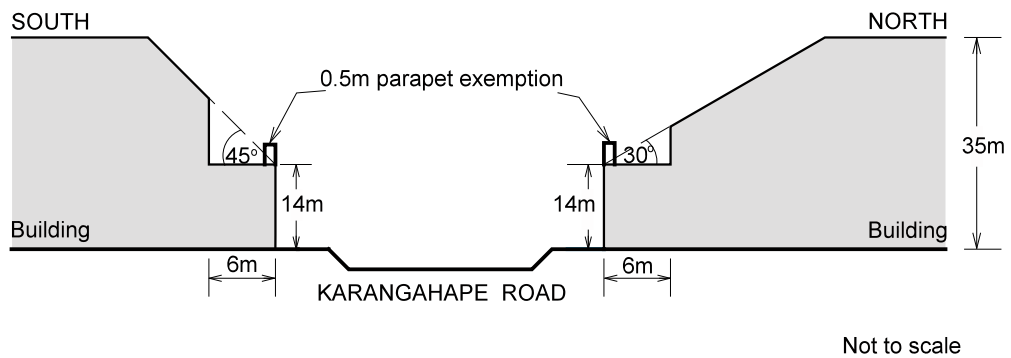 SOUTH
NORTH
0.5m parapet exemption
45°
30°
35m
14m
14m
Building
Building
6m
6m
KARANGAHAPE ROAD
Not to scale